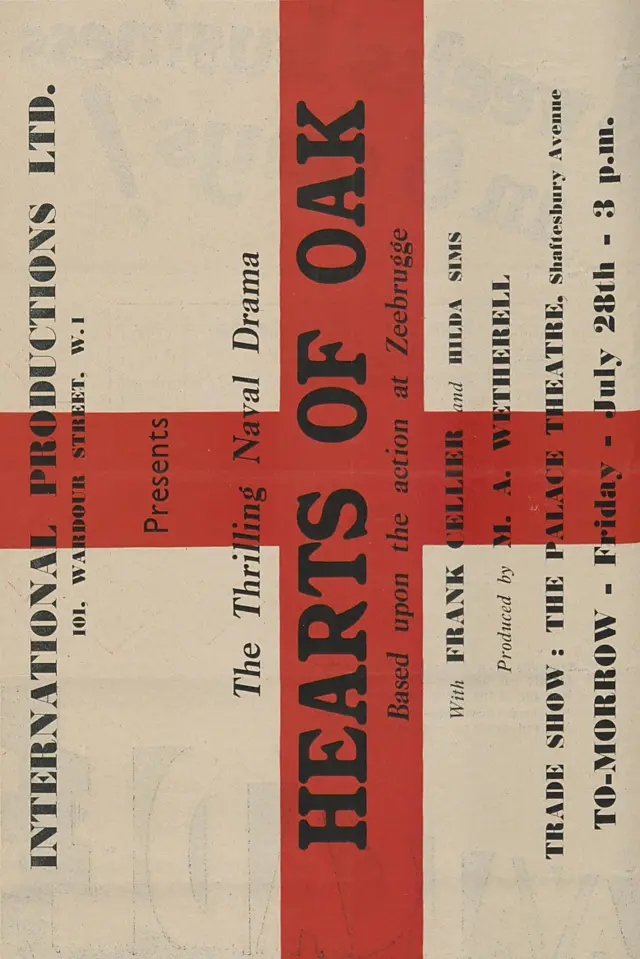 INTERNATIONAL PRODUCTIONS LTD.
101, WARDOUR STREET, W.1
Presents
The Thrilling Naval Drama
HEARTS OF OAK
Based upon the action at Zeebrugge
With FRANK CELLIER and HILDA SIMS
Produced by M. A. WETHERELL
TRADE SHOW : THE PALACE THEATRE, Shaftesbury Avenue
TO-MORROW - Friday - July 28th - 3 p.m.